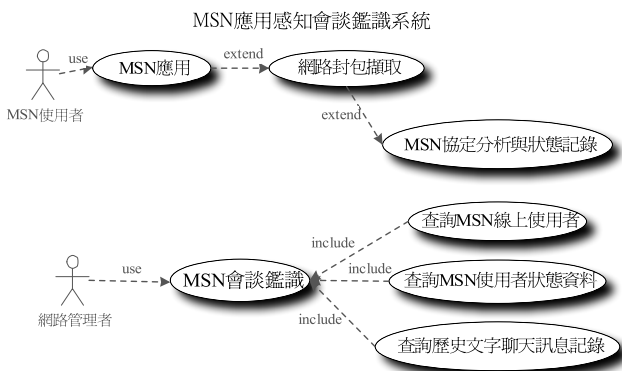 MSN應用感知會談鑑識系統
use
MSN應用
extend
網路封包擷取
MSN使用者
extend
MSN協定分析與狀態記錄
查詢MSN線上使用者
include
use
MSN會談鑑識
include
查詢MSN使用者狀態資料
網路管理者
include
查詢歷史文字聊天訊息記錄